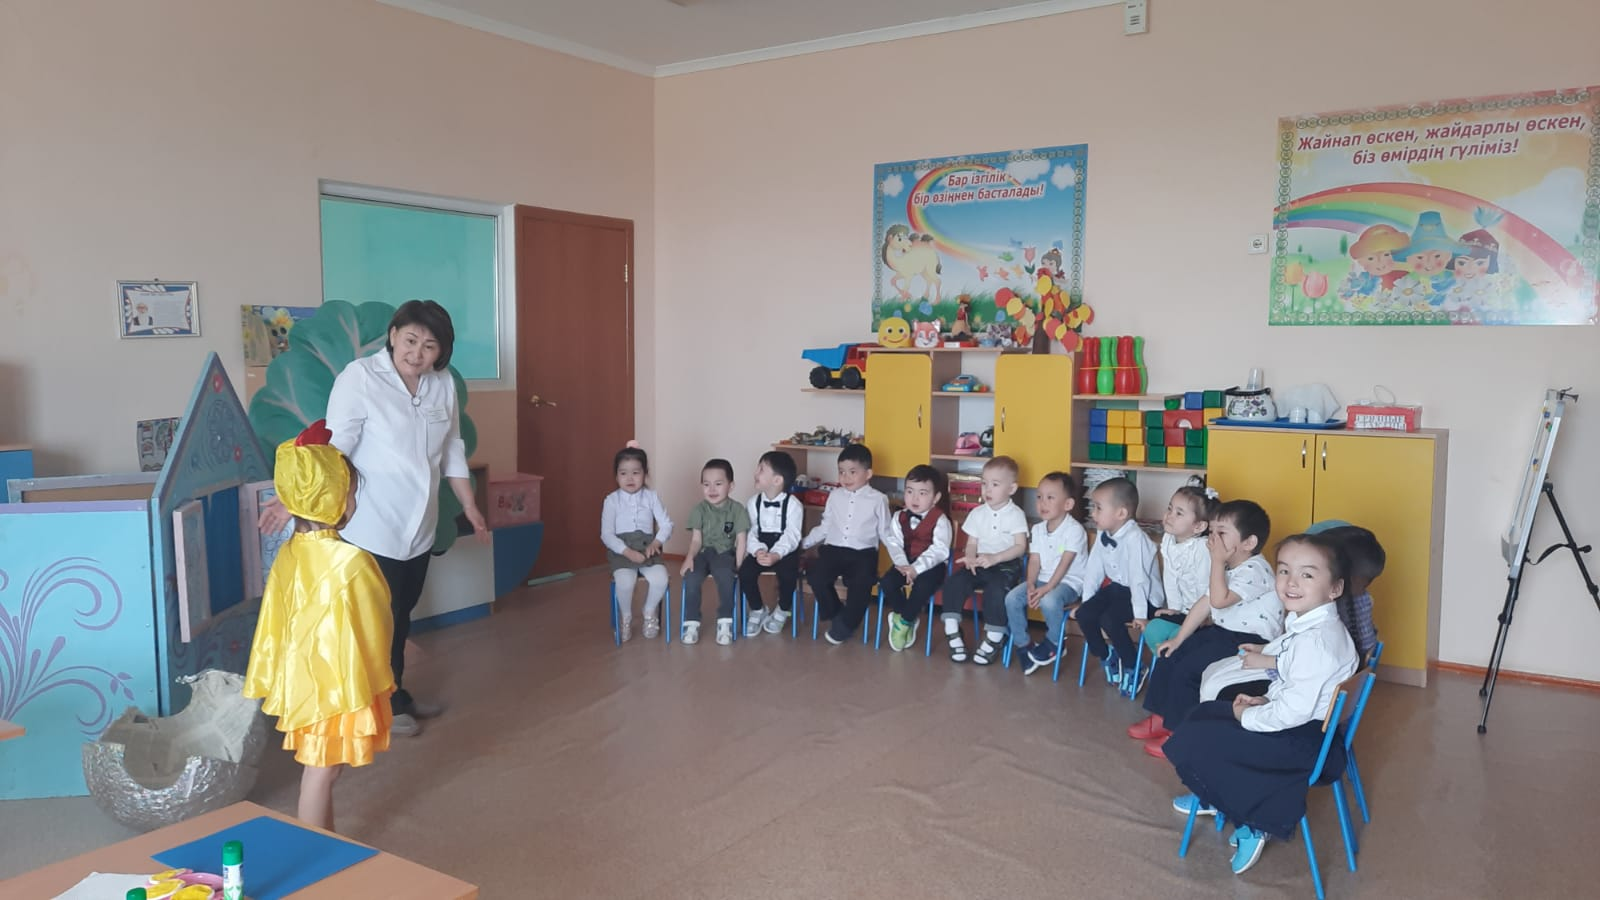 Бар ізгілік -
бір өзіңнен басталады!
Жайнап өскен, жайдарлы өскен,
біз өмірдің гүліміз!